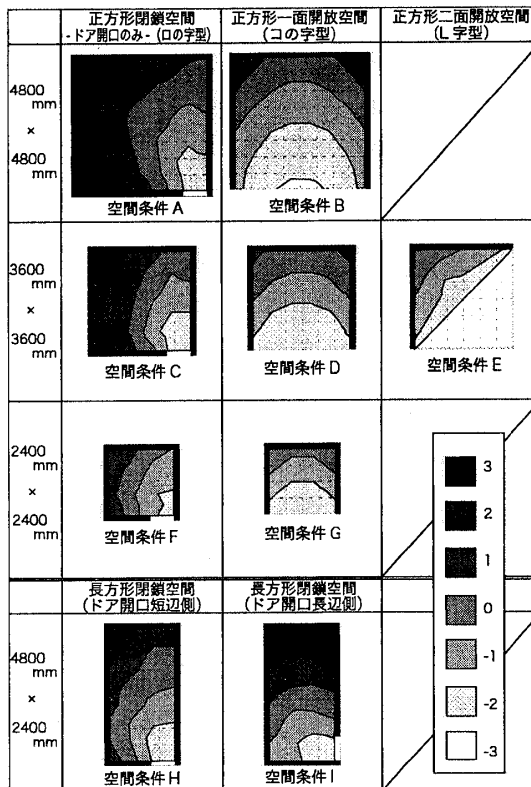 正方形閉鎖空間
-ドア開口のみ- (ロの字型)
正方形一面開放空間
(コの字型)
正方形二面開放空間
(L字型)
4800
mm
×
4800
mm
空間条件 A
空間条件 B
3600
mm
×
3600
mm
空間条件 C
空間条件 D
空間条件 E
2400
mm
×
2400
mm
空間条件 F
空間条件 G
3
2
1
0
-1
-2
-3
長方形閉鎖空間
(ドア開口短辺側)
長方形閉鎖空間
(ドア開口長辺側)
4800
mm
×
2400
mm
空間条件 H
空間条件 I